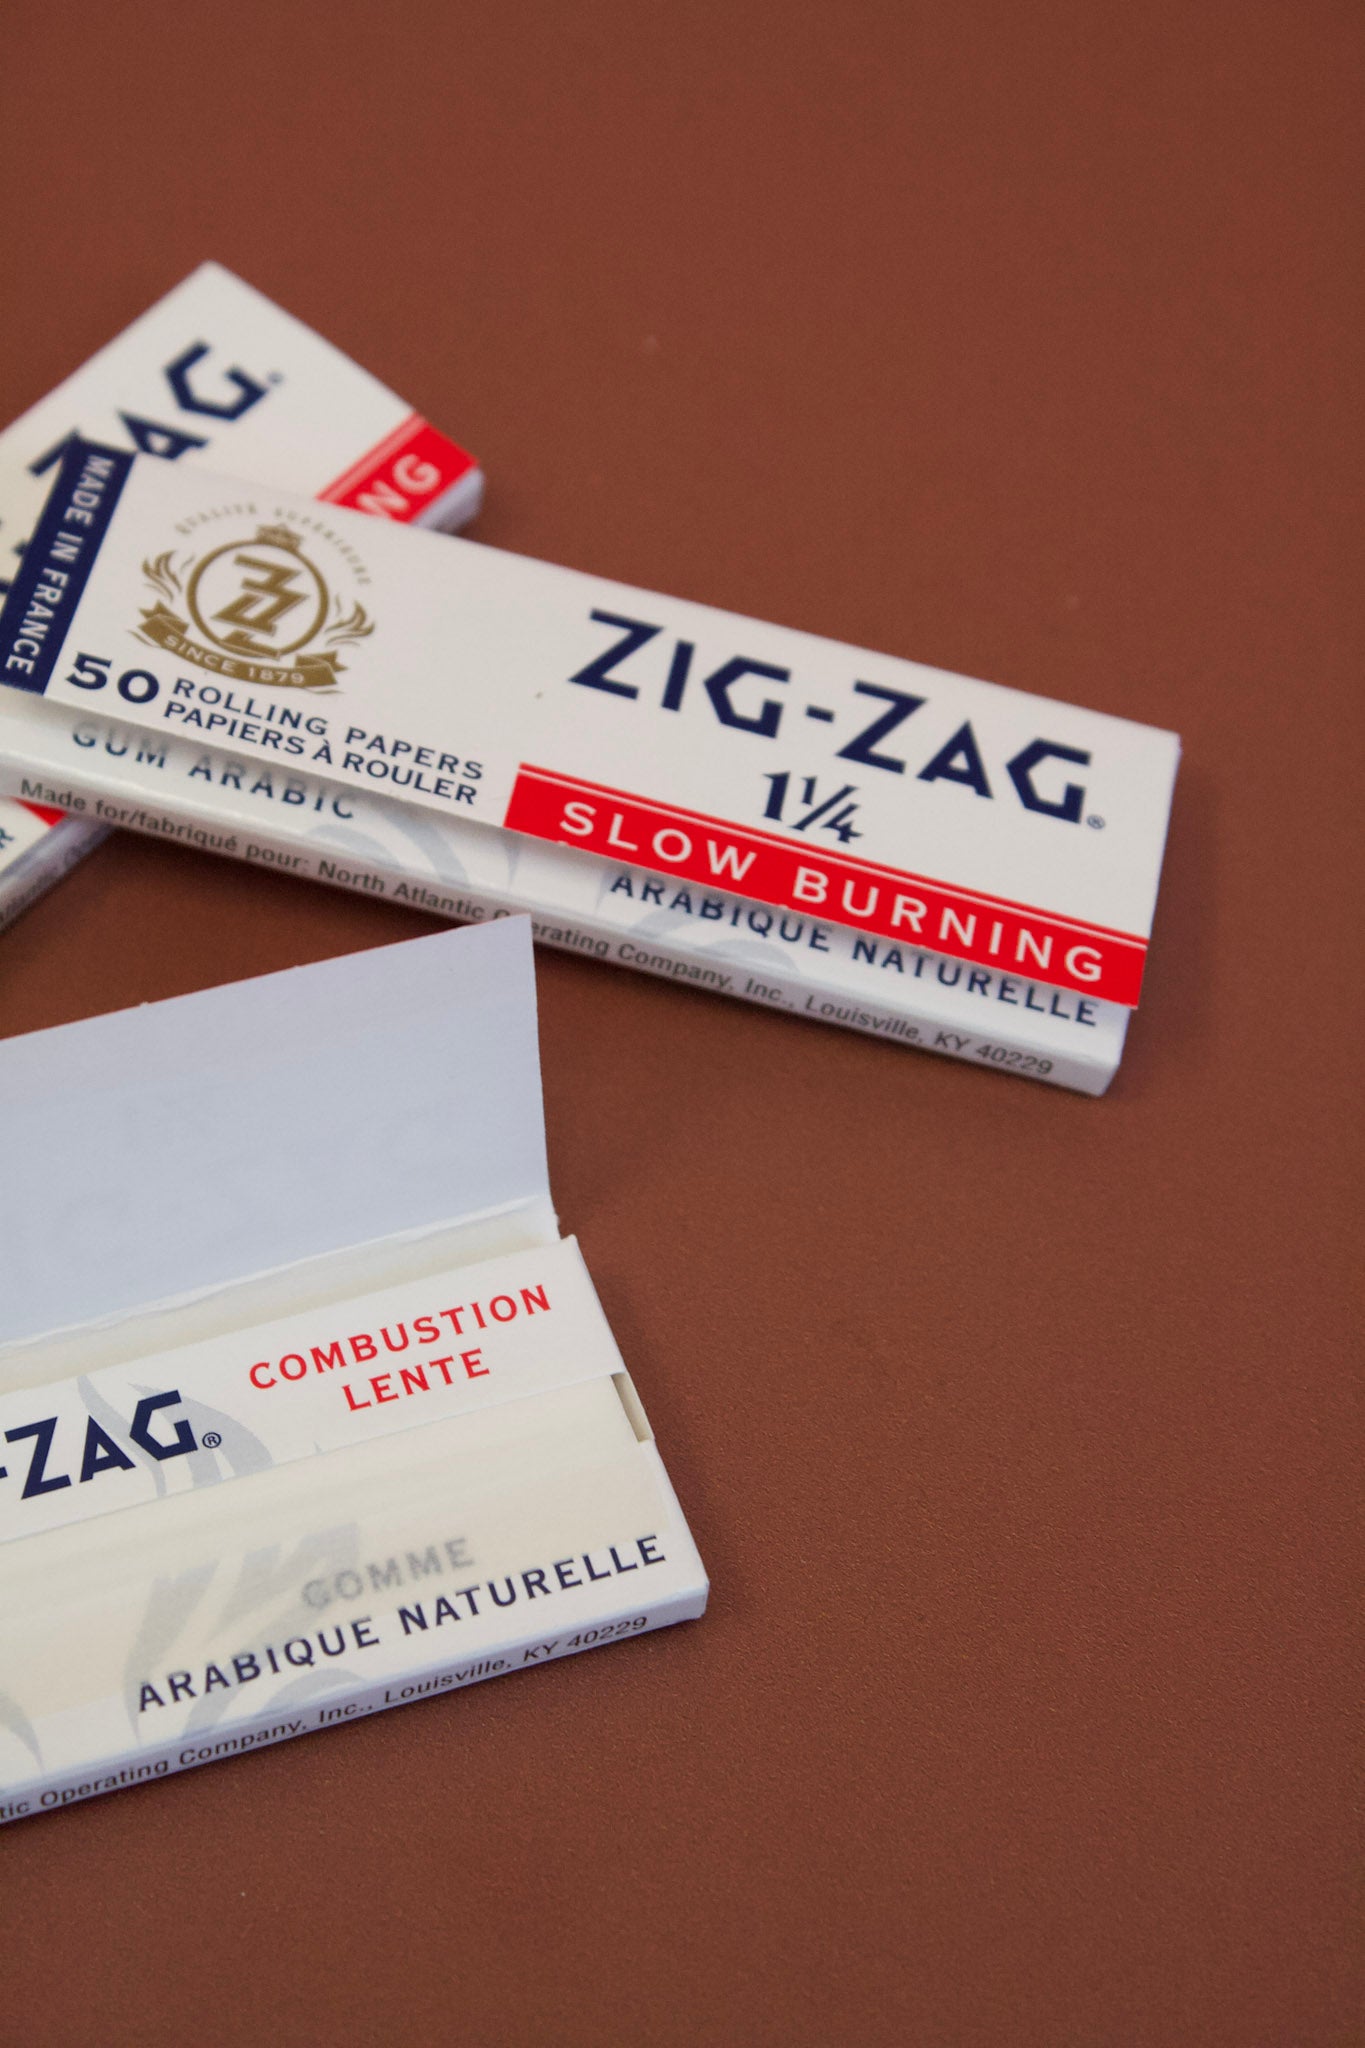 ZAG®
NG
MADE IN FRANCE
QUALITÉ SUPÉRIEURE
SINCE 1879
50 ROLLING PAPERS
PAPIERS À ROULER
ZIG-ZAG®
1¼
SLOW BURNING
GUM ARABIC
ARABIQUE NATURELLE
Made for/fabriqué pour: North Atlantic Operating Company, Inc., Louisville, KY 40229
R
COMBUSTION
LENTE
-ZAG®
GOMME
ARABIQUE NATURELLE
tic Operating Company, Inc., Louisville, KY 40229